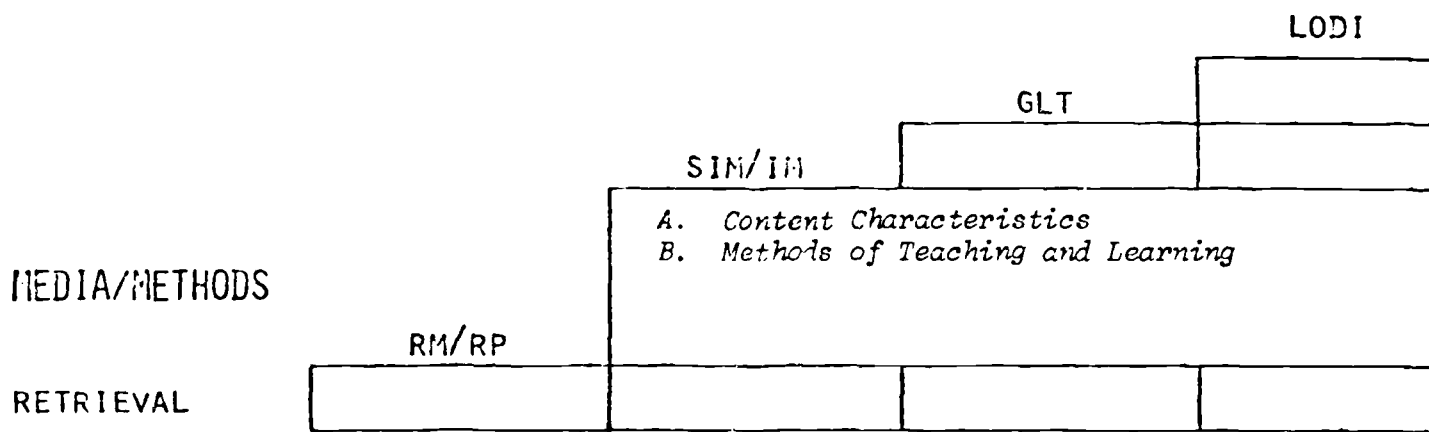 LODI
GLT
SIM/IM
A. Content Characteristics
B. Methods of Teaching and Learning
MEDIA/METHODS
RM/RP
RETRIEVAL